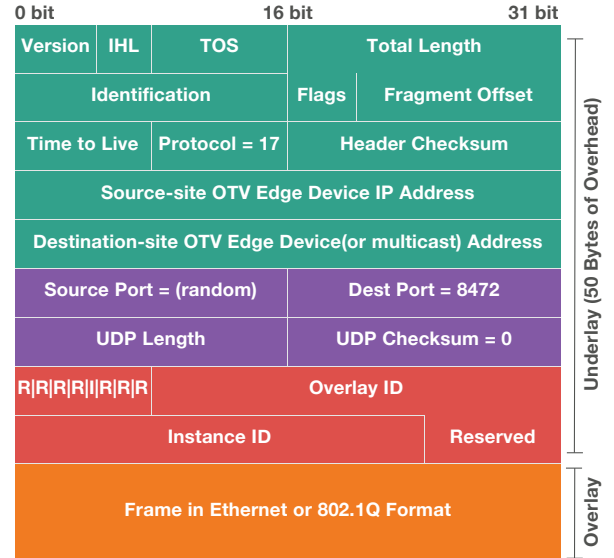 0 bit 16 bit 31 bit
Version IHL TOS Total Length
Identification Flags Fragment Offset
Time to Live Protocol = 17 Header Checksum
Source-site OTV Edge Device IP Address
Destination-site OTV Edge Device(or multicast) Address
Source Port = (random) Dest Port = 8472
UDP Length UDP Checksum = 0
R|R|R|R|I|R|R|R Overlay ID
Instance ID Reserved
Frame in Ethernet or 802.1Q Format
Underlay (50 Bytes of Overhead)
Overlay